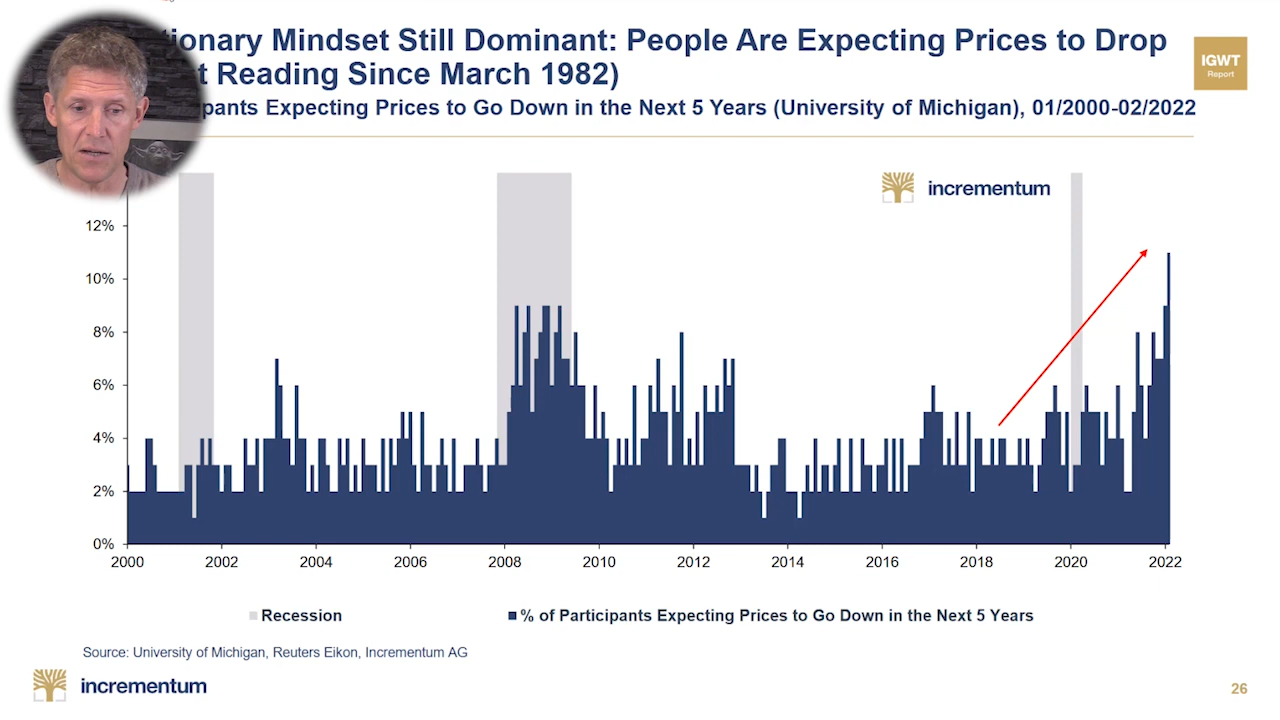 tionary Mindset Still Dominant: People Are Expecting Prices to Drop
t Reading Since March 1982)
pants Expecting Prices to Go Down in the Next 5 Years (University of Michigan), 01/2000-02/2022
IGWT
Report
incrementum
12%
10%
8%
6%
4%
2%
0%
2000 2002 2004 2006 2008 2010 2012 2014 2016 2018 2020 2022
Recession
% of Participants Expecting Prices to Go Down in the Next 5 Years
Source: University of Michigan, Reuters Eikon, Incrementum AG
incrementum
26